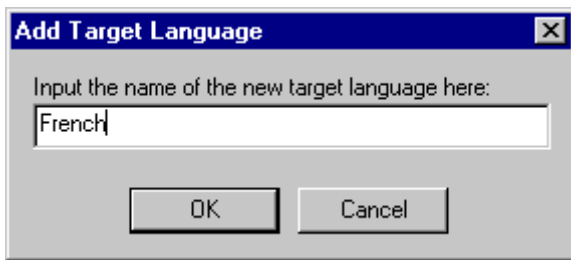 Add Target Language
Input the name of the new target language here:
French
OK
Cancel